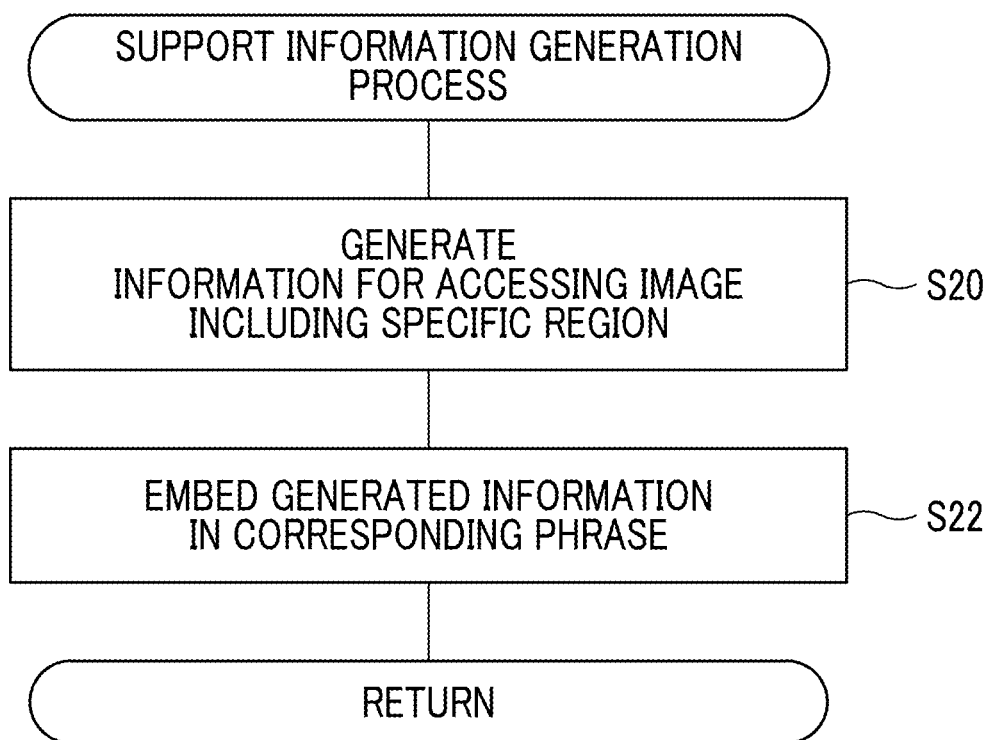 SUPPORT INFORMATION GENERATION
PROCESS
GENERATE
INFORMATION FOR ACCESSING IMAGE
INCLUDING SPECIFIC REGION
S20
EMBED GENERATED INFORMATION
IN CORRESPONDING PHRASE
S22
RETURN